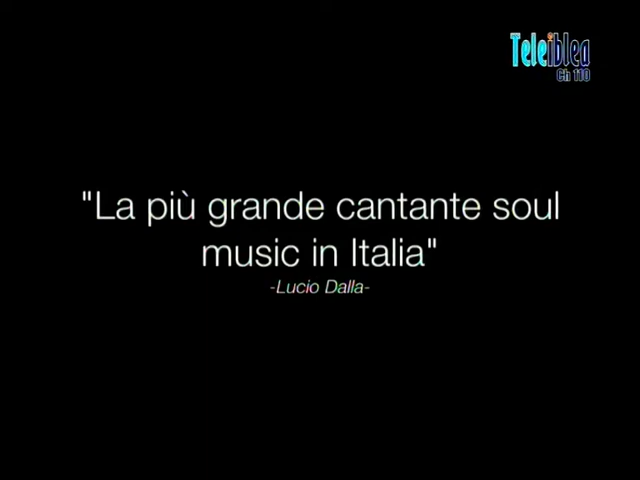 Teleiblea
Ch 110
"La più grande cantante soul
music in Italia"
-Lucio Dalla-